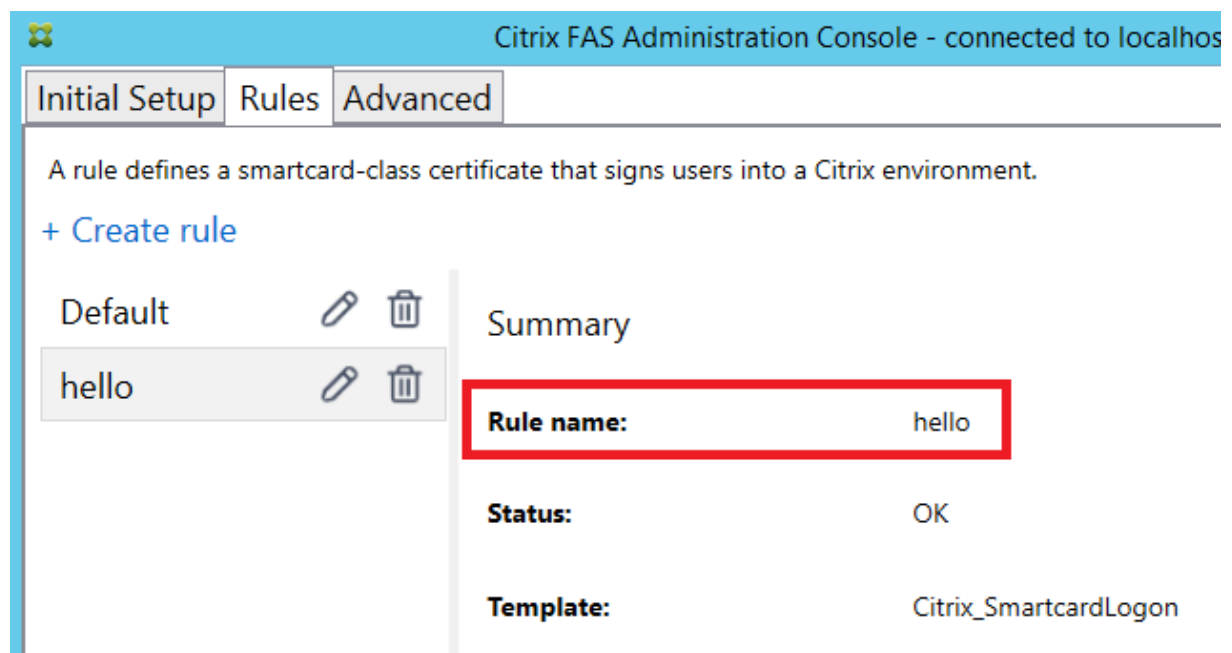 Citrix FAS Administration Console - connected to localhos
Initial Setup Rules Advanced
A rule defines a smartcard-class certificate that signs users into a Citrix environment.
+ Create rule
Default
hello
Summary
Rule name: hello
Status: OK
Template: Citrix_SmartcardLogon